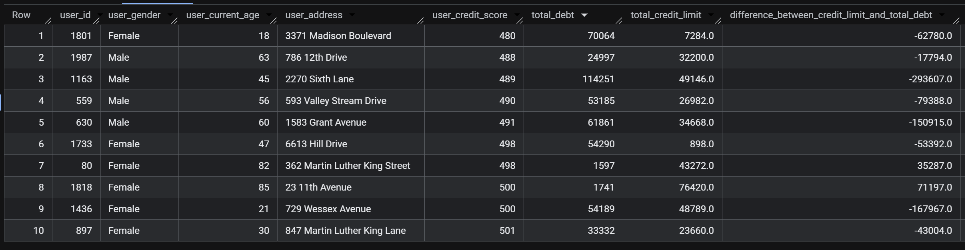 Row user_id user_gender user_current_age user_address user_credit_score total_debt total_credit_limit difference_between_credit_limit_and_total_debt
1 1801 Female 18 3371 Madison Boulevard 480 70064 7284.0 -62780.0
2 1987 Male 63 786 12th Drive 488 24997 32200.0 -17794.0
3 1163 Male 45 2270 Sixth Lane 489 114251 49146.0 -293607.0
4 559 Male 56 593 Valley Stream Drive 490 53185 26982.0 -79388.0
5 630 Male 60 1583 Grant Avenue 491 61861 34668.0 -150915.0
6 1733 Female 47 6613 Hill Drive 498 54290 898.0 -53392.0
7 80 Female 82 362 Martin Luther King Street 498 1597 43272.0 35287.0
8 1818 Female 85 23 11th Avenue 500 1741 76420.0 71197.0
9 1436 Female 21 729 Wessex Avenue 500 54189 48789.0 -167967.0
10 897 Female 30 847 Martin Luther King Lane 501 33332 23660.0 -43004.0